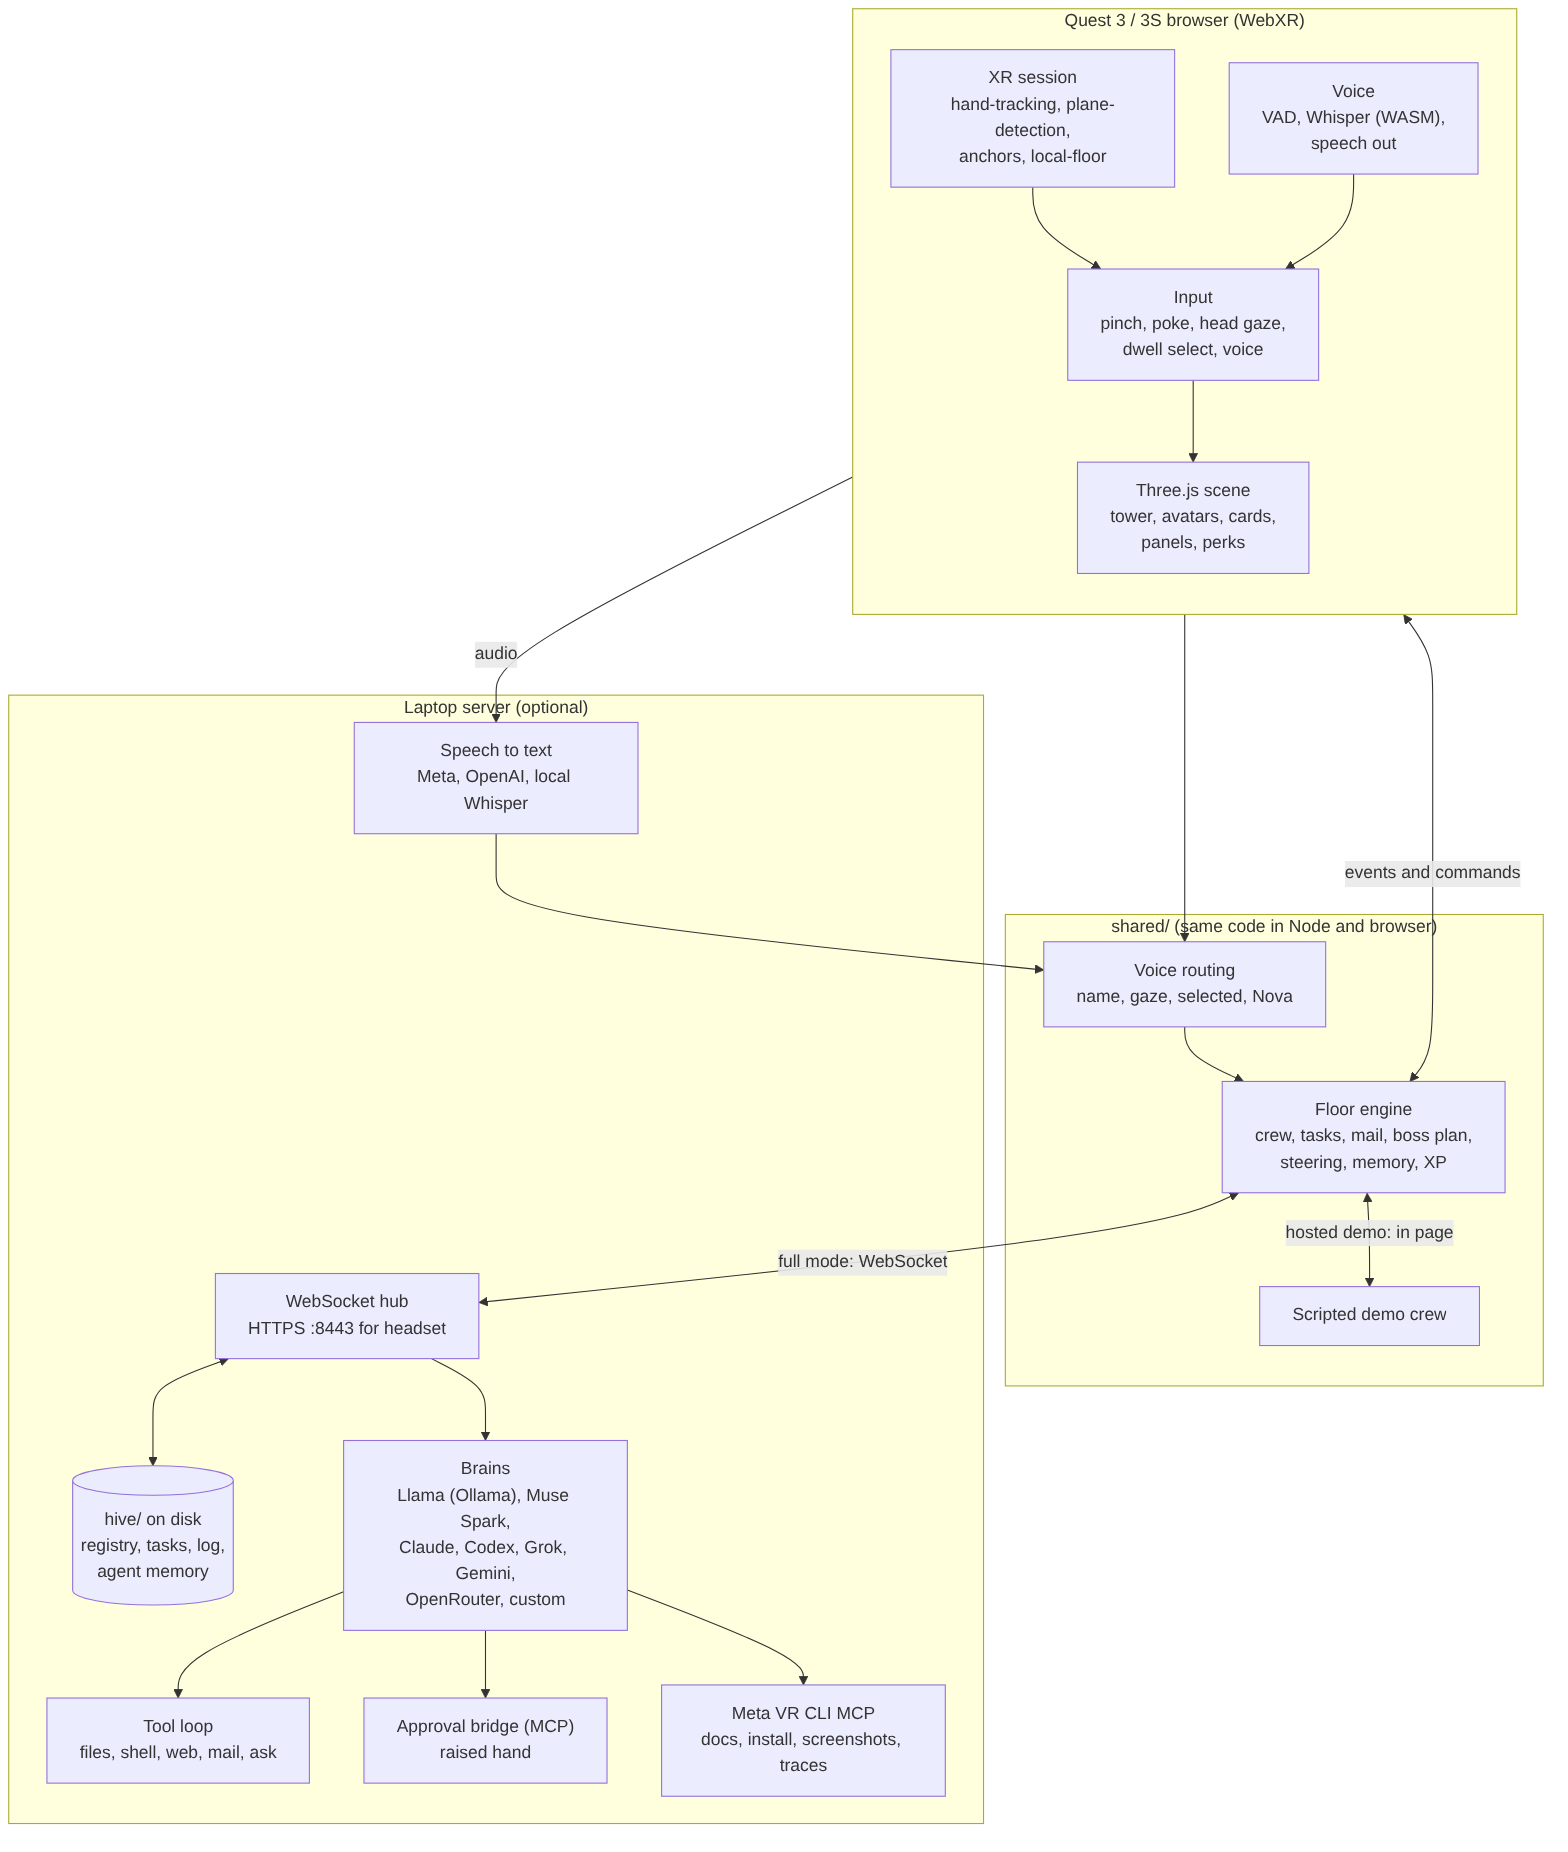 Quest 3 / 3S browser (WebXR)
XR session
hand-tracking, plane-
detection,
anchors, local-floor
Voice
VAD, Whisper (WASM),
speech out
Input
pinch, poke, head gaze,
dwell select, voice
Three.js scene
tower, avatars, cards,
panels, perks
audio
Laptop server (optional)
Speech to text
Meta, OpenAI, local
Whisper
events and commands
shared/ (same code in Node and browser)
Voice routing
name, gaze, selected, Nova
Floor engine
crew, tasks, mail, boss plan,
steering, memory, XP
hosted demo: in page
full mode: WebSocket
Scripted demo crew
WebSocket hub
HTTPS :8443 for headset
hive/ on disk
registry, tasks, log,
agent memory
Brains
Llama (Ollama), Muse
Spark,
Claude, Codex, Grok,
Gemini,
OpenRouter, custom
Tool loop
files, shell, web, mail, ask
Approval bridge (MCP)
raised hand
Meta VR CLI MCP
docs, install, screenshots,
traces